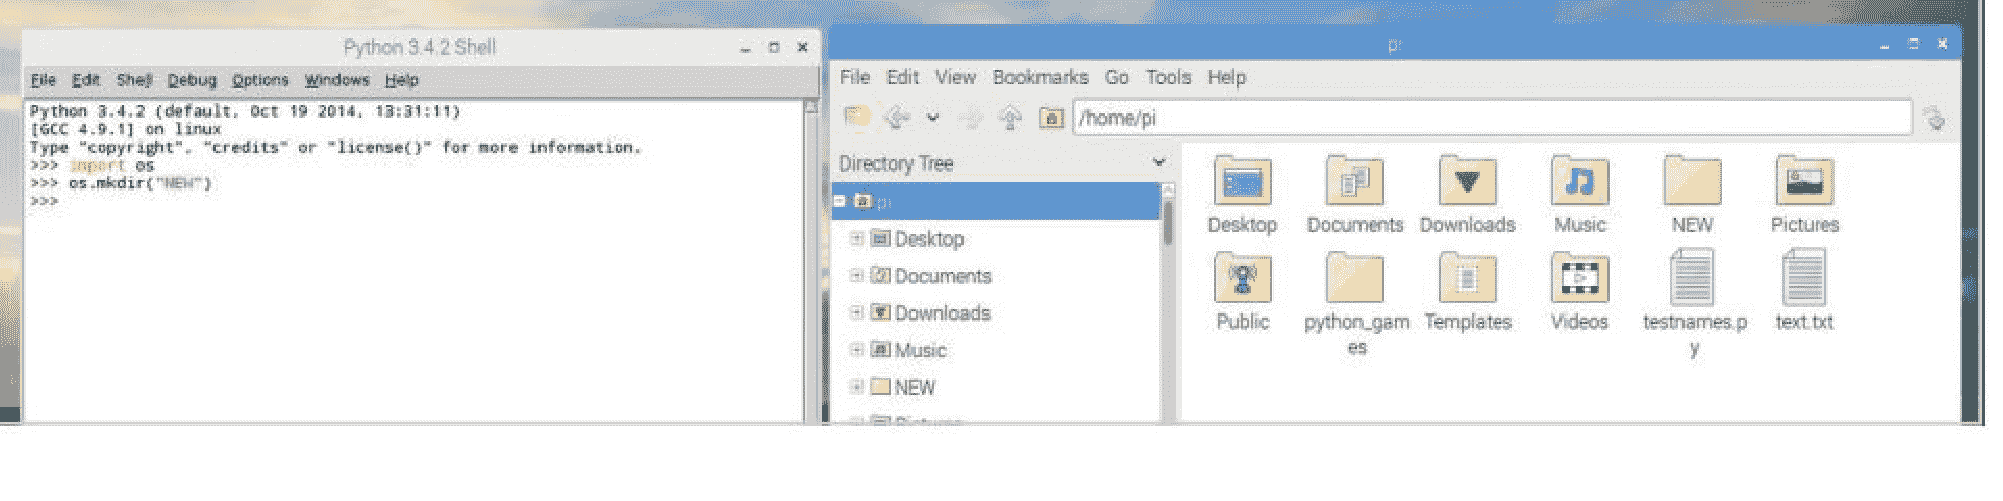 Python 3.4.2 Shell
File Edit Shell Debug Options Windows Help
Python 3.4.2 (default, Oct 19 2014, 13:31:11)
[GCC 4.9.1] on linux
Type "copyright", "credits" or "license()" for more information.
>>> import os
>>> os.mkdir("NEW")
>>>
pi
File Edit View Bookmarks Go Tools Help
/home/pi
Directory Tree
pi
Desktop
Documents
Downloads
Music
NEW
Pictures
Desktop Documents Downloads Music NEW Pictures
Public python_gam Templates Videos testnames.p text.txt
es y